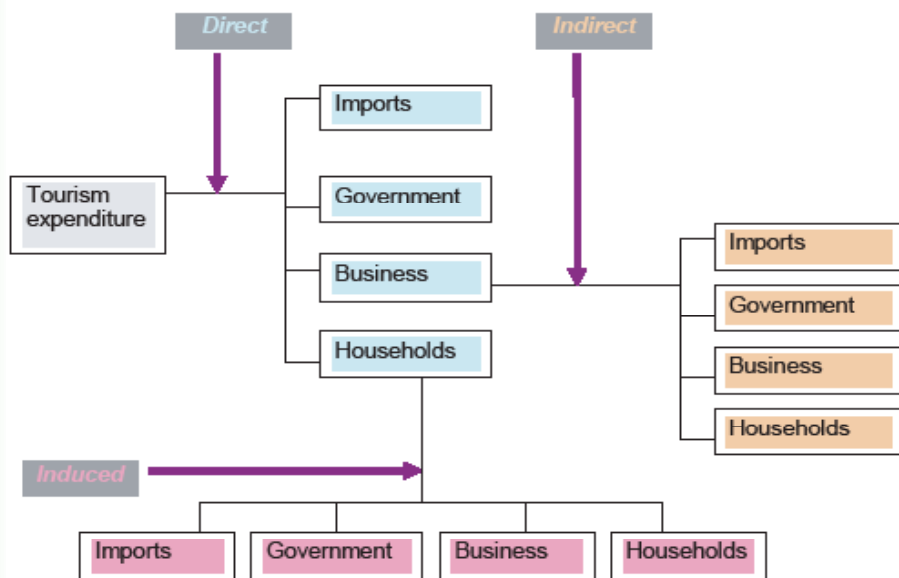 Direct
Indirect
Imports
Tourism
expenditure
Government
Business
Households
Imports
Government
Business
Households
Induced
Imports
Government
Business
Households